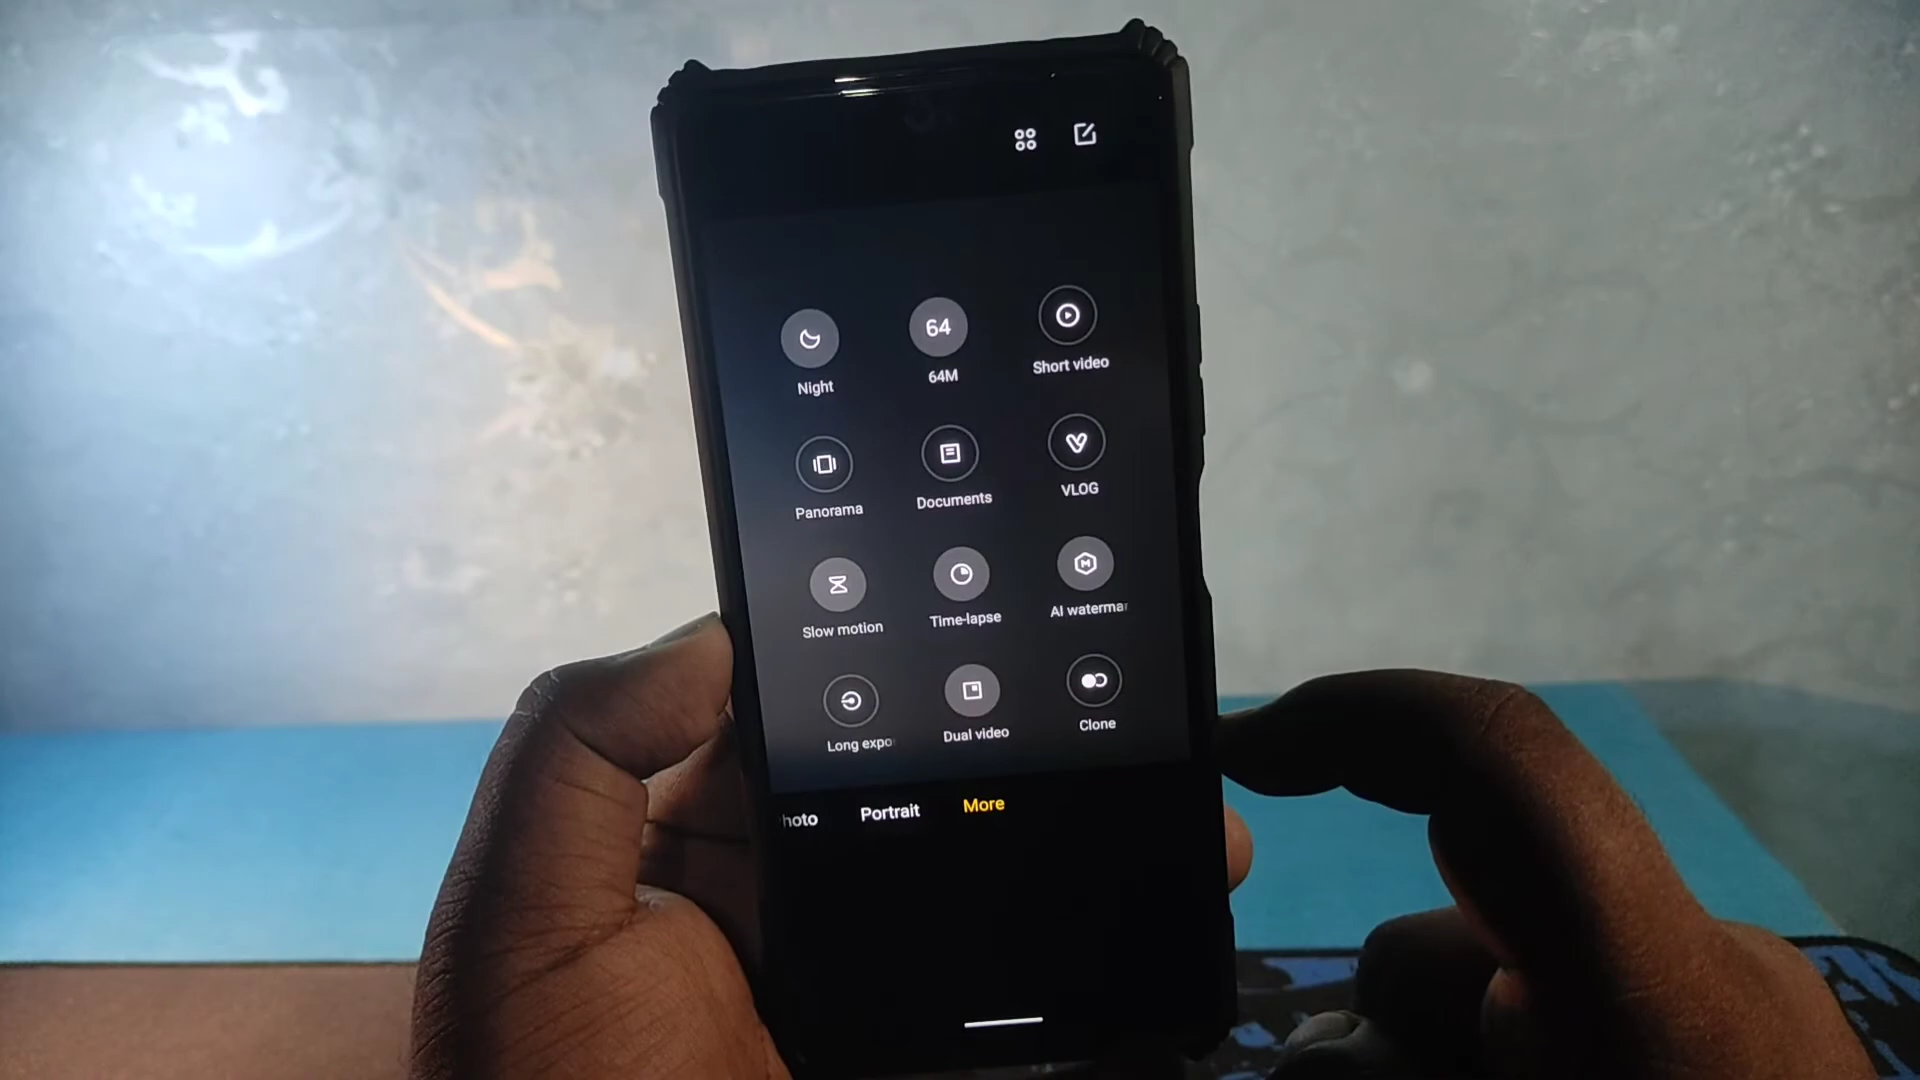 64
Night
64M
Short video
Panorama
Documents
VLOG
Slow motion
Time-lapse
AI watermar
Long expo
Dual video
Clone
hoto
Portrait
More